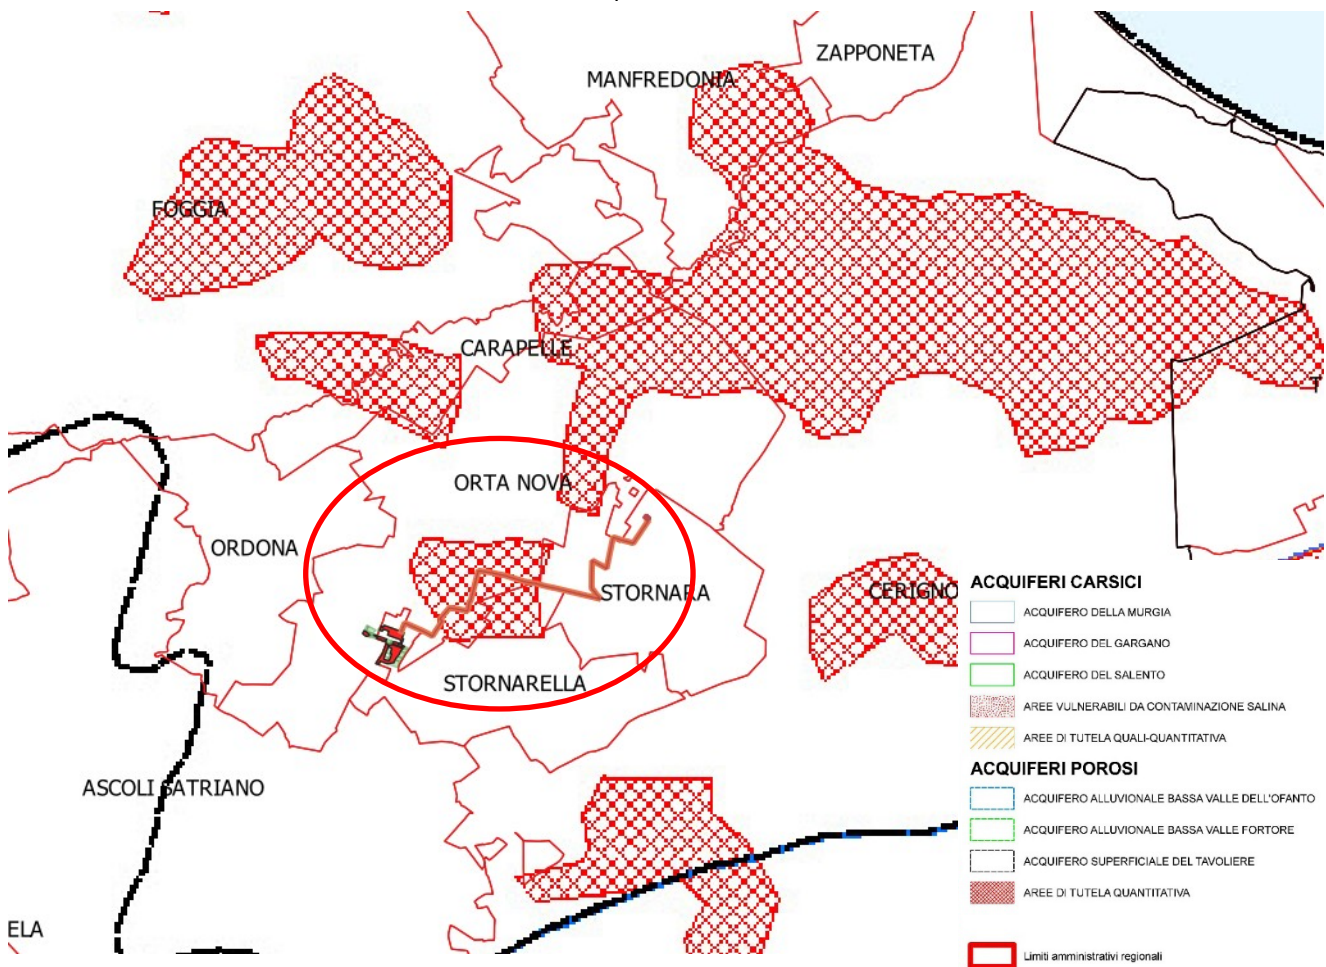 ZAPPONETA
MANFREDONIA
FOGGIA
CARAPELLE
T
ORTA NOVA
ORDONA
STORNARA
CERIGNO
STORNARELLA
ASCOLI SATRIANO
ELA
ACQUIFERI CARSICI
ACQUIFERO DELLA MURGIA
ACQUIFERO DEL GARGANO
ACQUIFERO DEL SALENTO
AREE VULNERABILI DA CONTAMINAZIONE SALINA
AREE DI TUTELA QUALI-QUANTITATIVA
ACQUIFERI POROSI
ACQUIFERO ALLUVIONALE BASSA VALLE DELL'OFANTO
ACQUIFERO ALLUVIONALE BASSA VALLE FORTORE
ACQUIFERO SUPERFICIALE DEL TAVOLIERE
AREE DI TUTELA QUANTITATIVA
Limiti amministrativi regionali